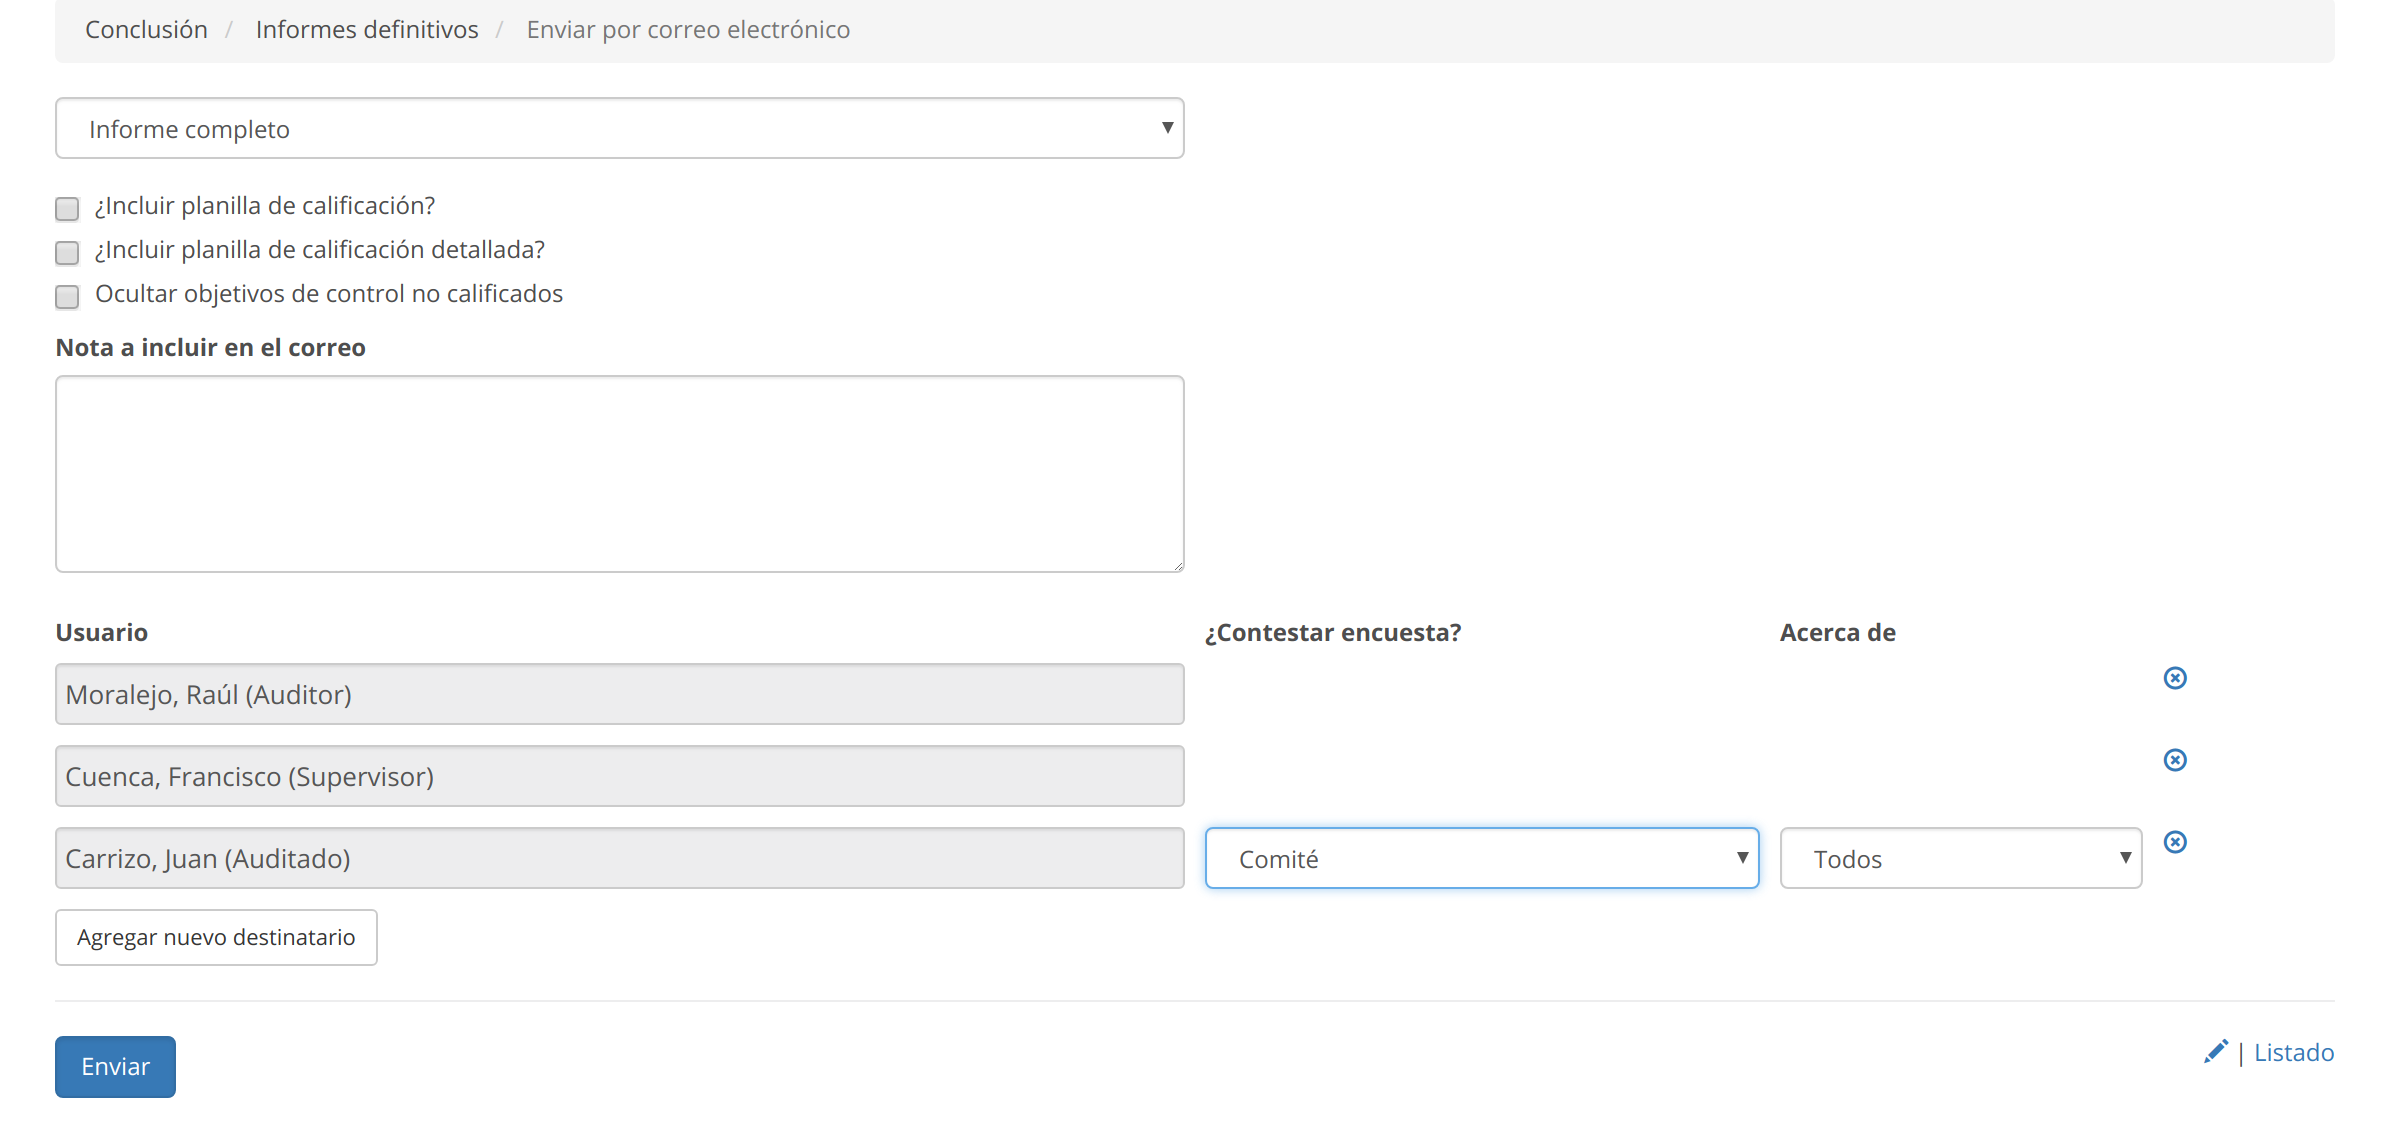 Conclusión / Informes definitivos / Enviar por correo electrónico
Informe completo
¿Incluir planilla de calificación?
¿Incluir planilla de calificación detallada?
Ocultar objetivos de control no calificados
Nota a incluir en el correo
Usuario ¿Contestar encuesta? Acerca de
Moralejo, Raúl (Auditor)
Cuenca, Francisco (Supervisor)
Carrizo, Juan (Auditado) Comité Todos
Agregar nuevo destinatario
Enviar | Listado